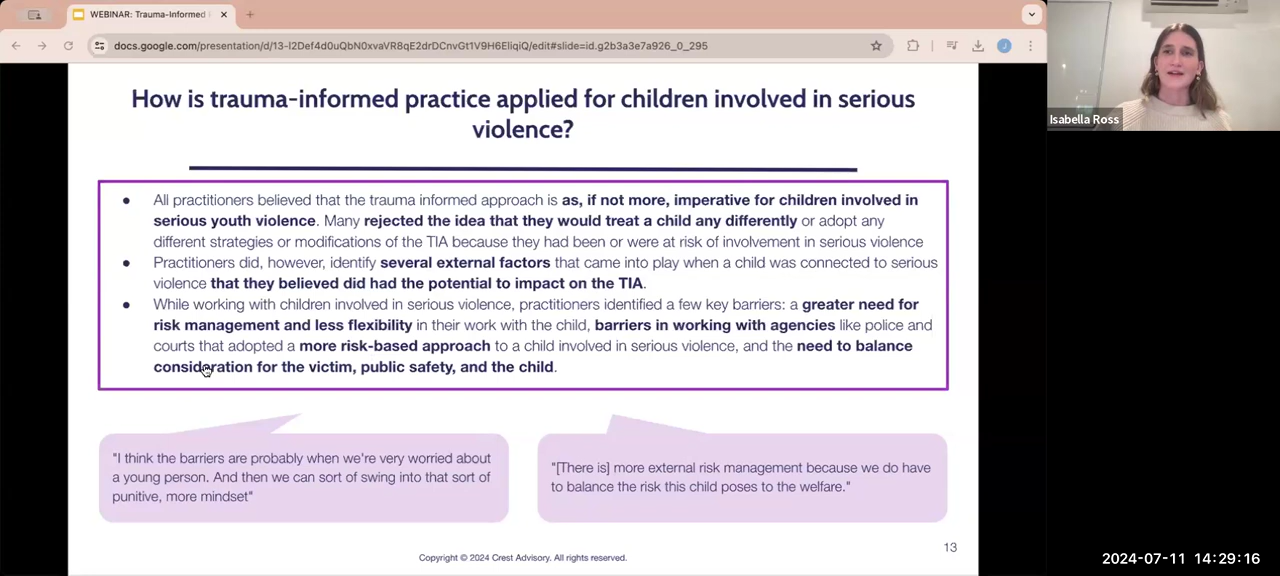 WEBINAR: Trauma-Informed
docs.google.com/presentation/d/13-l2Def4d0uQbN0xvaVR8qE2drDCnvGt1V9H6EliqiQ/edit#slide=id.g2b3a3e7a926_0_295
J
Isabella Ross
How is trauma-informed practice applied for children involved in serious
violence?
● All practitioners believed that the trauma informed approach is as, if not more, imperative for children involved in
serious youth violence. Many rejected the idea that they would treat a child any differently or adopt any
different strategies or modifications of the TIA because they had been or were at risk of involvement in serious violence
● Practitioners did, however, identify several external factors that came into play when a child was connected to serious
violence that they believed did had the potential to impact on the TIA.
● While working with children involved in serious violence, practitioners identified a few key barriers: a greater need for
risk management and less flexibility in their work with the child, barriers in working with agencies like police and
courts that adopted a more risk-based approach to a child involved in serious violence, and the need to balance
consideration for the victim, public safety, and the child.
"I think the barriers are probably when we're very worried about
a young person. And then we can sort of swing into that sort of
punitive, more mindset"
"[There is] more external risk management because we do have
to balance the risk this child poses to the welfare."
13
Copyright © 2024 Crest Advisory. All rights reserved.
2024-07-11 14:29:16